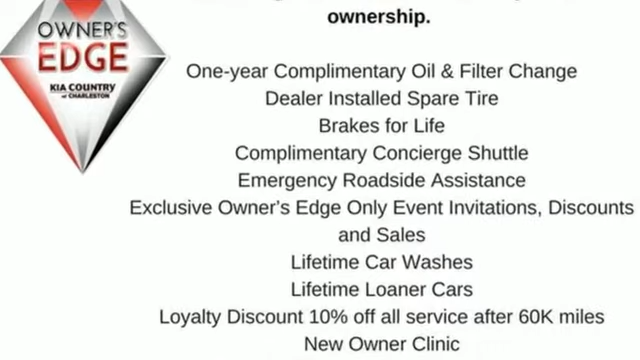 ownership.
OWNER'S
EDGE
KIA COUNTRY
of CHARLESTON
One-year Complimentary Oil & Filter Change
Dealer Installed Spare Tire
Brakes for Life
Complimentary Concierge Shuttle
Emergency Roadside Assistance
Exclusive Owner's Edge Only Event Invitations, Discounts
and Sales
Lifetime Car Washes
Lifetime Loaner Cars
Loyalty Discount 10% off all service after 60K miles
New Owner Clinic